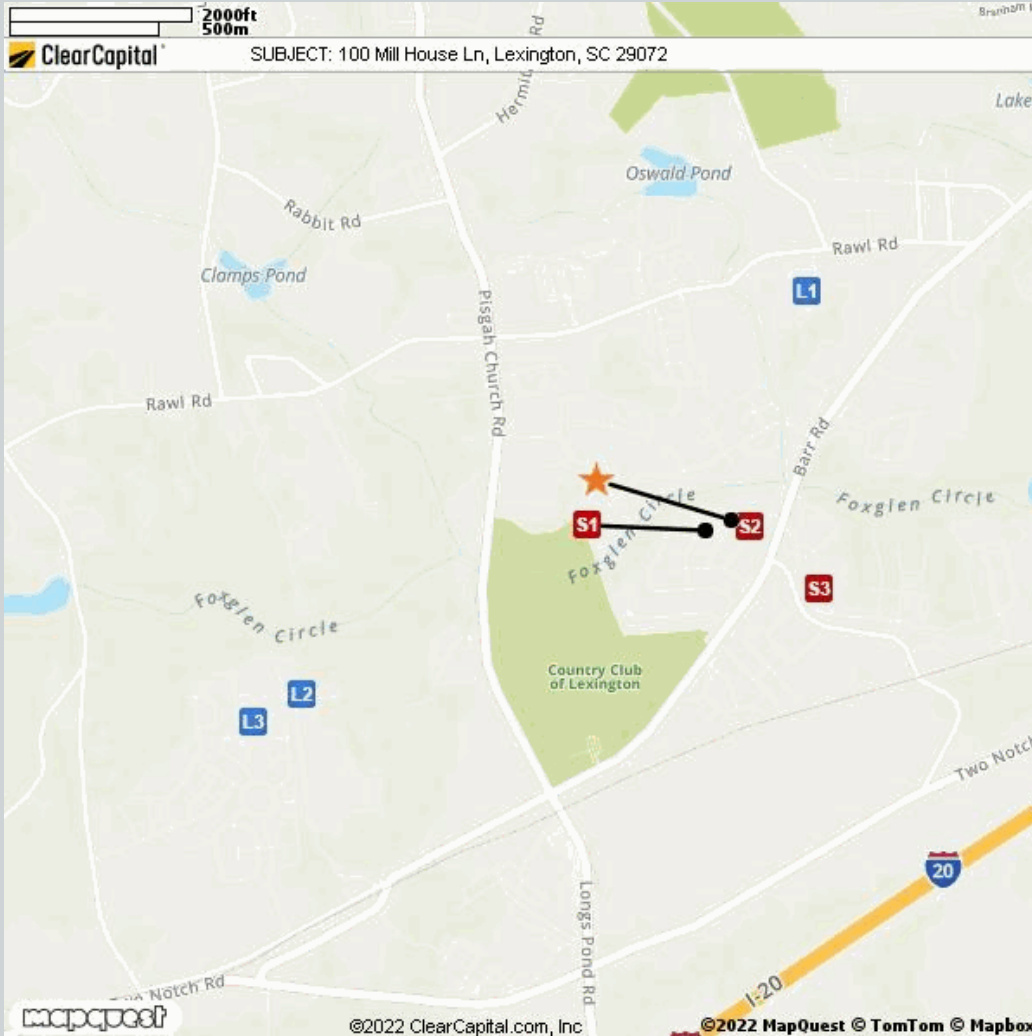 2000ft
500m
ClearCapital
SUBJECT: 100 Mill House Ln, Lexington, SC 29072
Hermit
Rd
Lake
Oswald Pond
Rabbit Rd
Rawl Rd
Clamps Pond
L1
Pisgah Church Rd
Rawl Rd
Barr Rd
Foxglen Circle
Foxglen Circle
S1
S2
S3
Foxglen Circle
Country Club
of Lexington
L2
L3
Two Notch
20
Longs Pond Rd
I-20
Notch Rd
mapquest
©2022 ClearCapital.com, Inc
©2022 MapQuest © TomTom © Mapbox